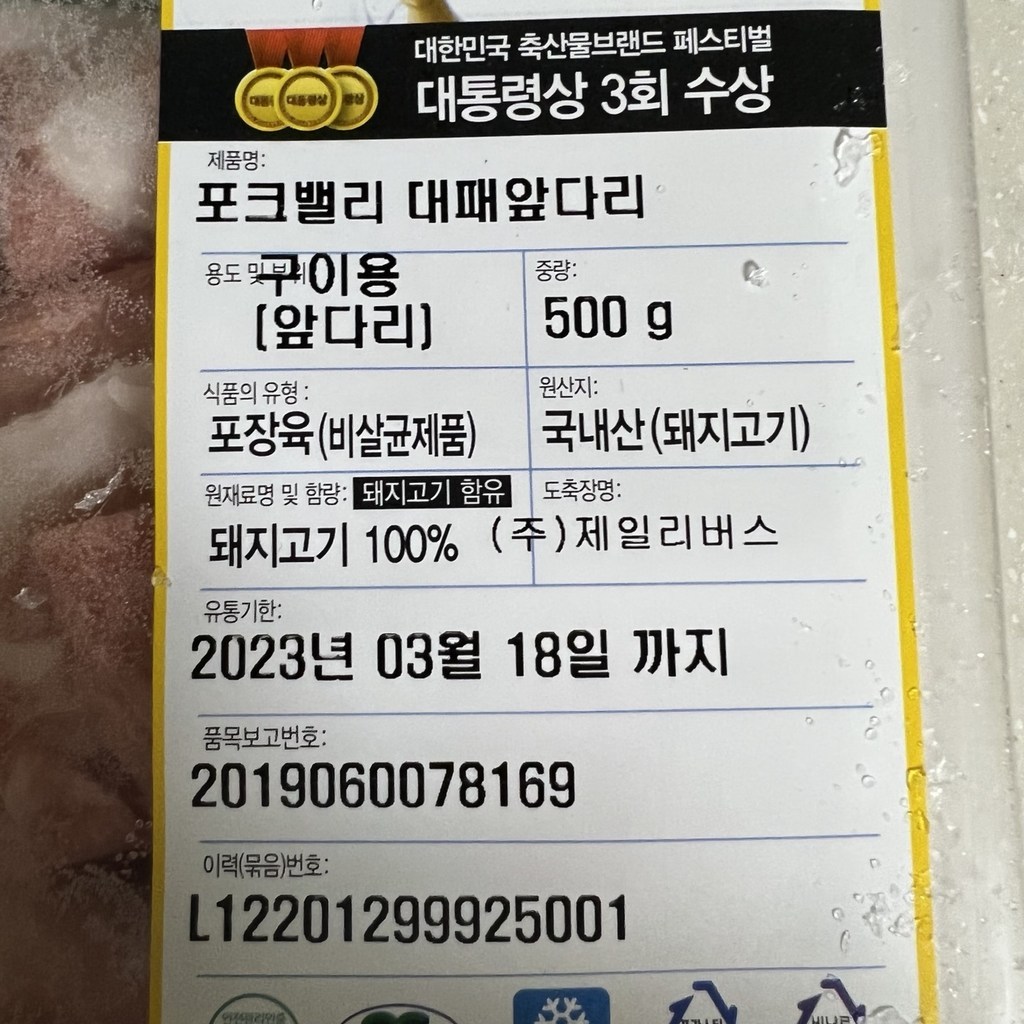 대한민국 축산물브랜드 페스티벌
대통령상 3회 수상
대통령상
제품명:
포크밸리 대패앞다리
용도 및 부위:
구이용
[앞다리]
중량:
500 g
식품의 유형:
포장육(비살균제품)
원산지:
국내산(돼지고기)
원재료명 및 함량: 돼지고기 함유
돼지고기 100%
도축장명:
(주)제일리버스
유통기한:
2023년 03월 18일 까지
품목보고번호:
2019060078169
이력(묶음)번호:
L12201299925001